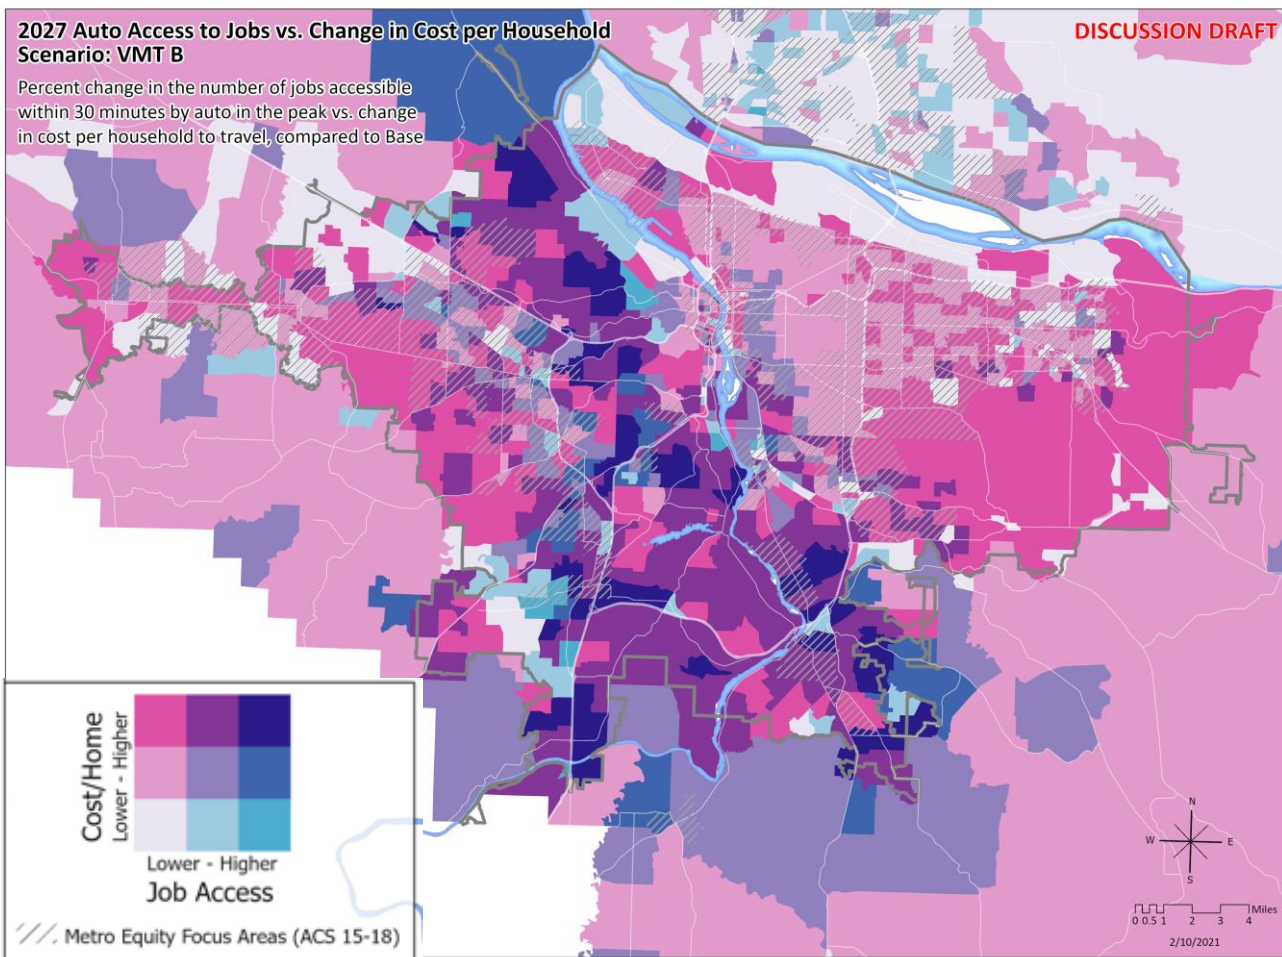 2027 Auto Access to Jobs vs. Change in Cost per Household
Scenario: VMT B
DISCUSSION DRAFT
Percent change in the number of jobs accessible
within 30 minutes by auto in the peak vs. change
in cost per household to travel, compared to Base
Cost/Home
Lower - Higher
Lower - Higher
Job Access
Metro Equity Focus Areas (ACS 15-18)
N
W E
S
Miles
0 0.5 1 2 3 4
2/10/2021